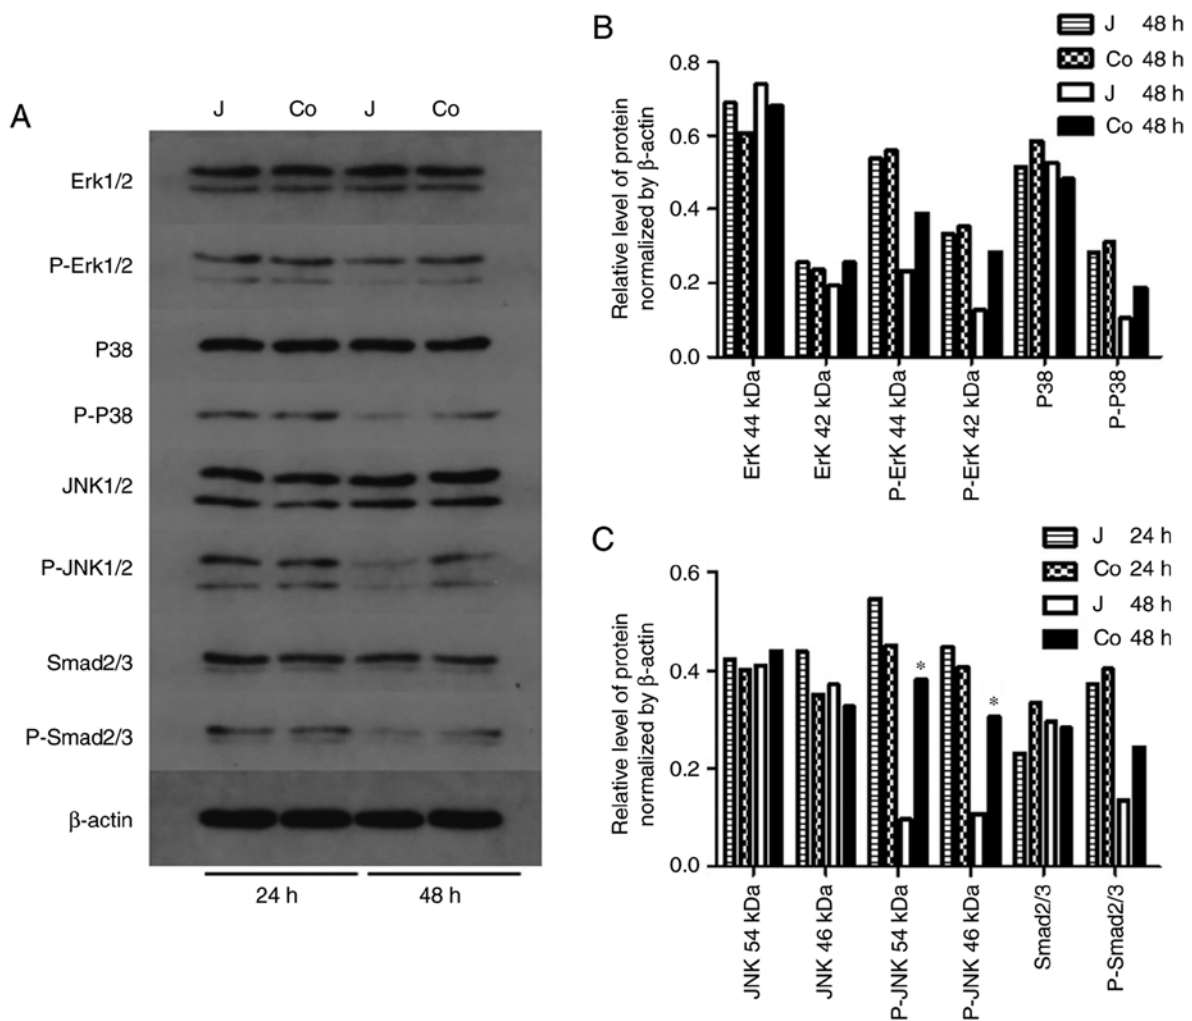 A
J Co J Co
Erk1/2
P-Erk1/2
P38
P-P38
JNK1/2
P-JNK1/2
Smad2/3
P-Smad2/3
β-actin
24 h 48 h
B
J 48 h
Co 48 h
J 48 h
Co 48 h
Relative level of protein
normalized by β-actin
0.8
0.6
0.4
0.2
0.0
ErK 44 kDa
ErK 42 kDa
P-ErK 44 kDa
P-ErK 42 kDa
P38
P-P38
C
J 24 h
Co 24 h
J 48 h
Co 48 h
Relative level of protein
normalized by β-actin
0.6
0.4
0.2
0.0
*
*
JNK 54 kDa
JNK 46 kDa
P-JNK 54 kDa
P-JNK 46 kDa
Smad2/3
P-Smad2/3